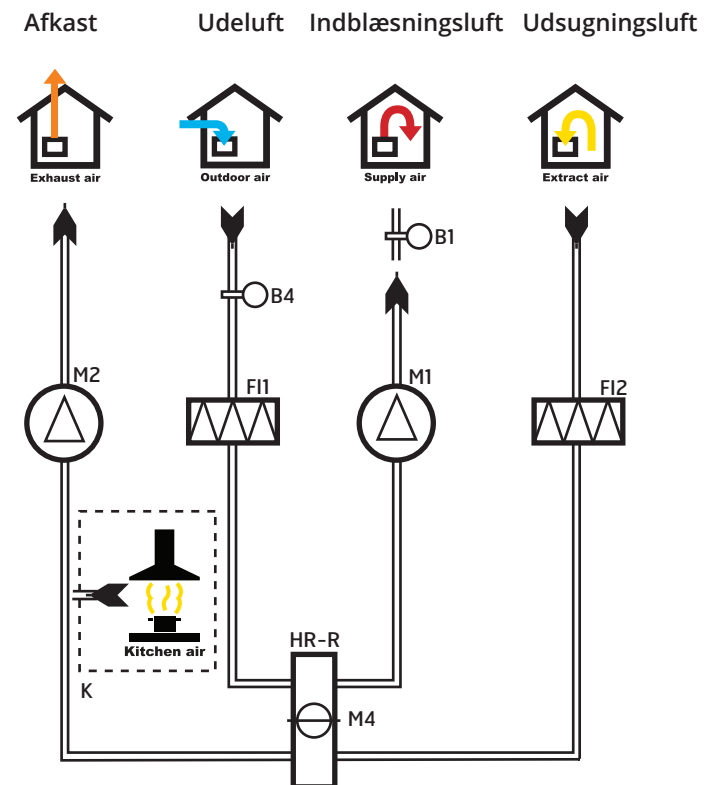 Afkast Udeluft Indblæsningsluft Udsugningsluft
Exhaust air Outdoor air Supply air Extract air
B1
B4
M2 FI1 M1 FI2
Kitchen air
K
HR-R
M4